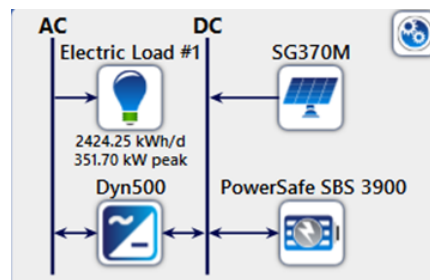 AC DC
Electric Load #1 SG370M
2424.25 kWh/d
351.70 kW peak
Dyn500 PowerSafe SBS 3900